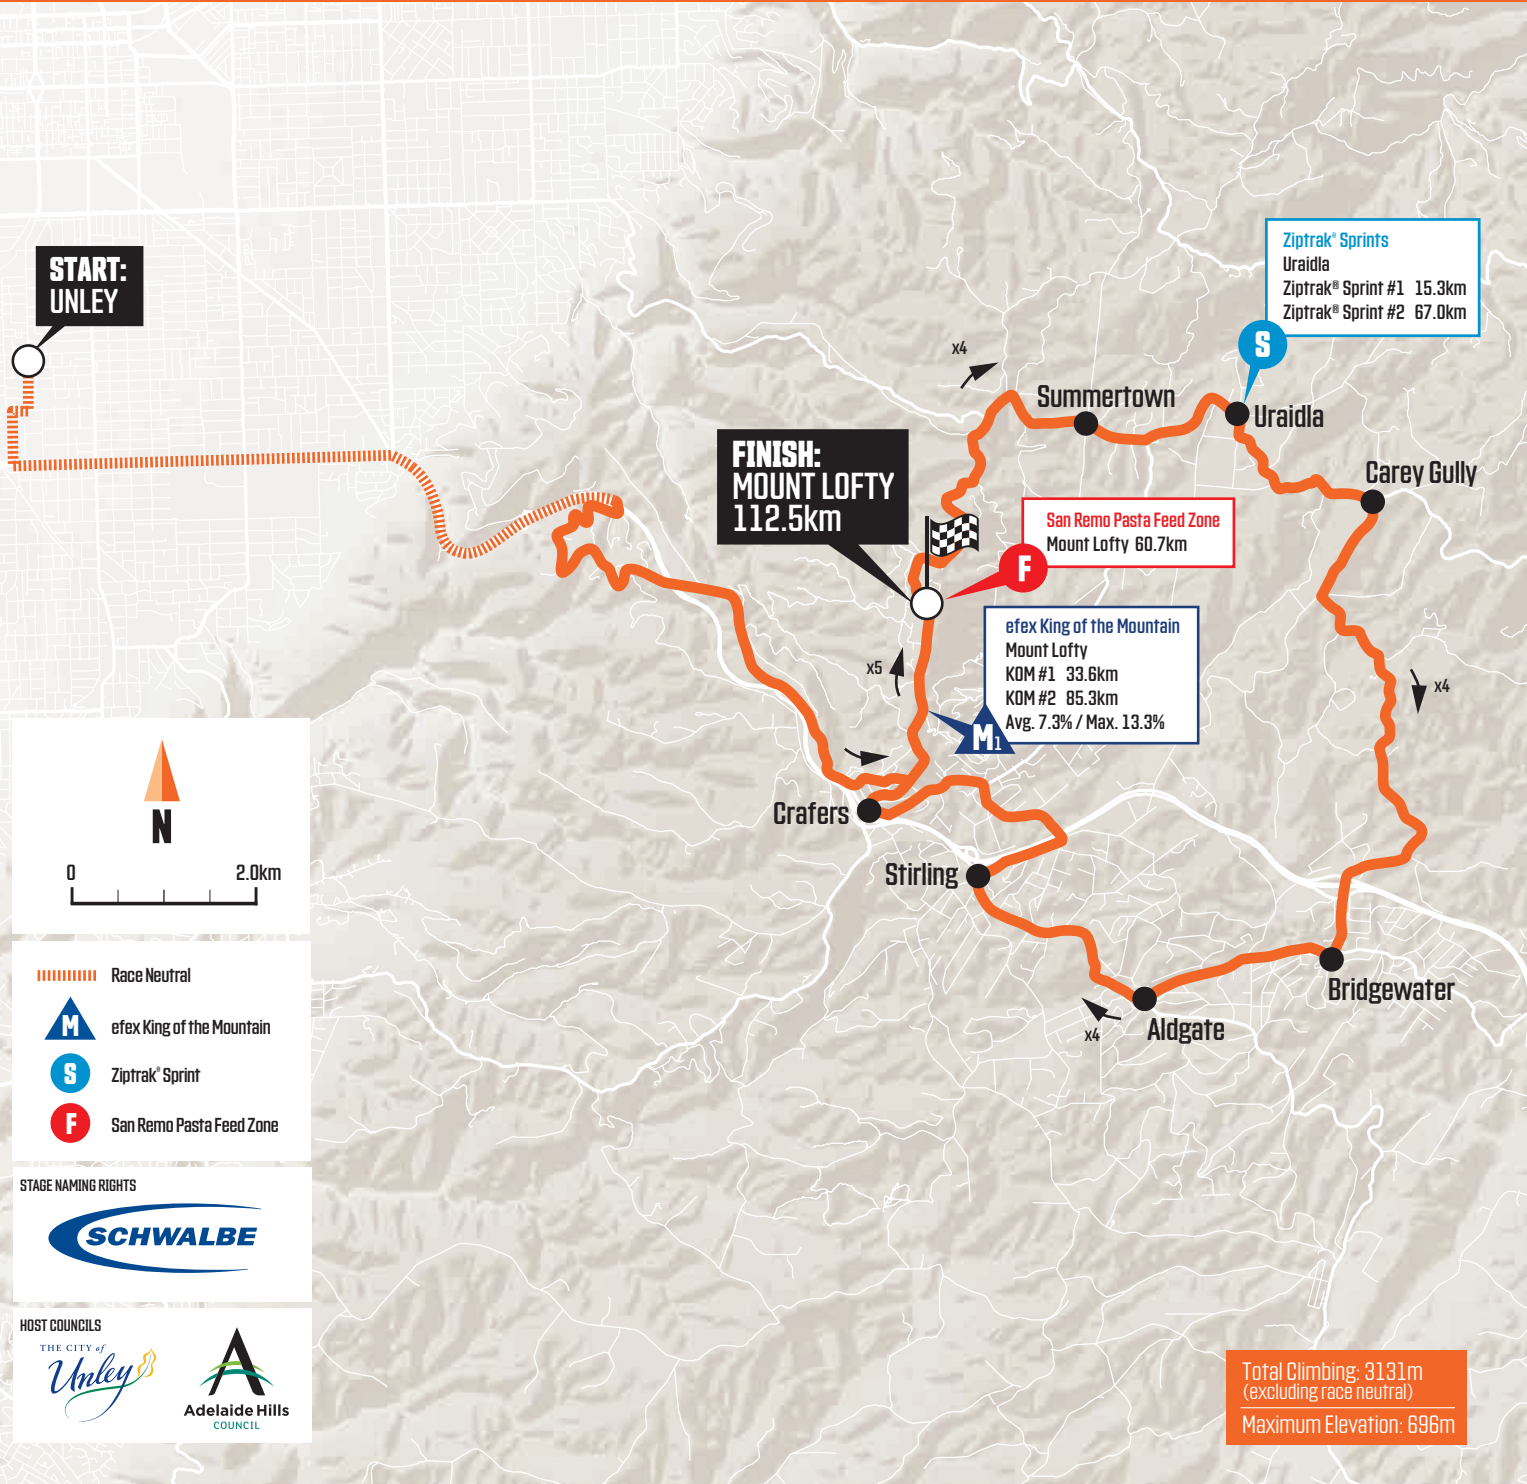 START:
UNLEY
Ziptrak® Sprints
Uraidla
Ziptrak® Sprint #1 15.3km
Ziptrak® Sprint #2 67.0km
S
x4
Summertown
Uraidla
Carey Gully
FINISH:
MOUNT LOFTY
112.5km
San Remo Pasta Feed Zone
Mount Lofty 60.7km
F
efex King of the Mountain
Mount Lofty
KOM #1 33.6km
KOM #2 85.3km
Avg. 7.3% / Max. 13.3%
M1
x5
x4
Crafers
Stirling
Bridgewater
Aldgate
x4
N
0 2.0km
Race Neutral
M efex King of the Mountain
S Ziptrak® Sprint
F San Remo Pasta Feed Zone
STAGE NAMING RIGHTS
SCHWALBE
HOST COUNCILS
THE CITY of
Unley
Adelaide Hills
COUNCIL
Total Climbing: 3131m
(excluding race neutral)
Maximum Elevation: 696m